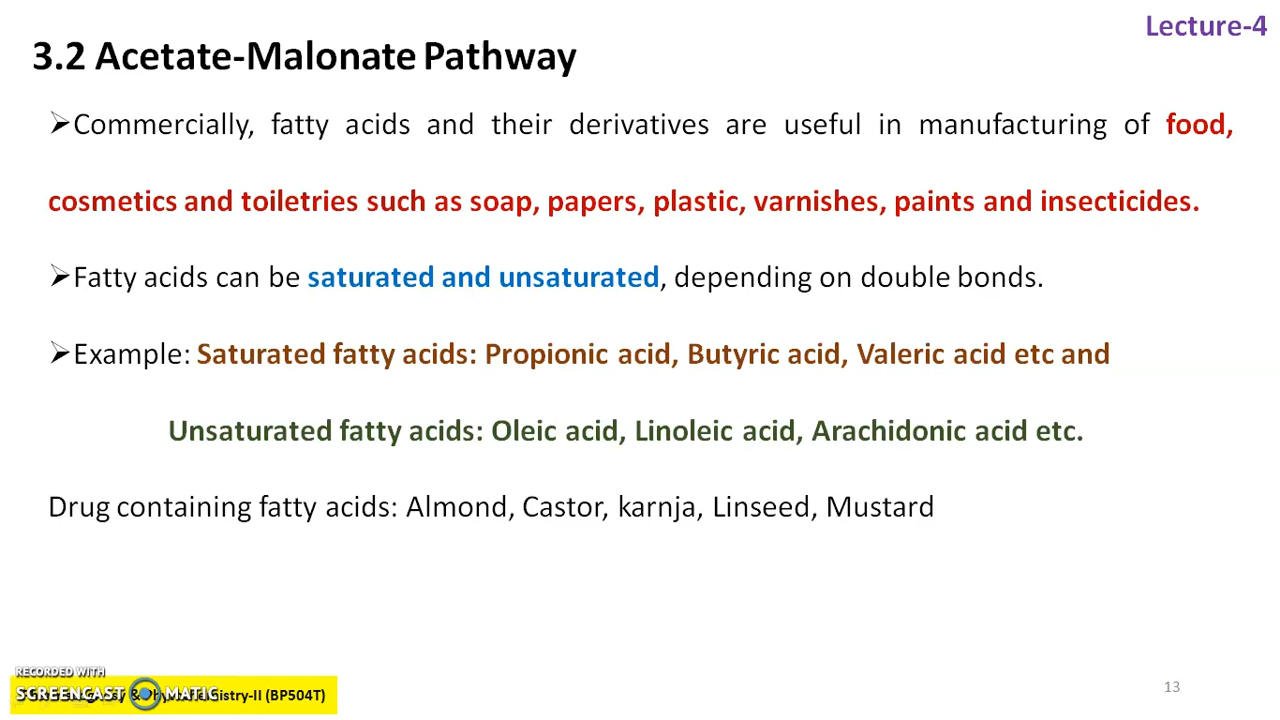 Lecture-4
3.2 Acetate-Malonate Pathway
➢Commercially, fatty acids and their derivatives are useful in manufacturing of food,
cosmetics and toiletries such as soap, papers, plastic, varnishes, paints and insecticides.
➢Fatty acids can be saturated and unsaturated, depending on double bonds.
➢Example: Saturated fatty acids: Propionic acid, Butyric acid, Valeric acid etc and
Unsaturated fatty acids: Oleic acid, Linoleic acid, Arachidonic acid etc.
Drug containing fatty acids: Almond, Castor, karnja, Linseed, Mustard
RECORDED WITH
SCREENCAST MATIC
(BP504T)
13